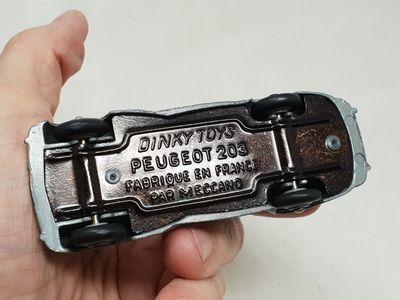 DINKY TOYS
PEUGEOT 203
FABRIQUÉ EN FRANCE
PAR MECCANO